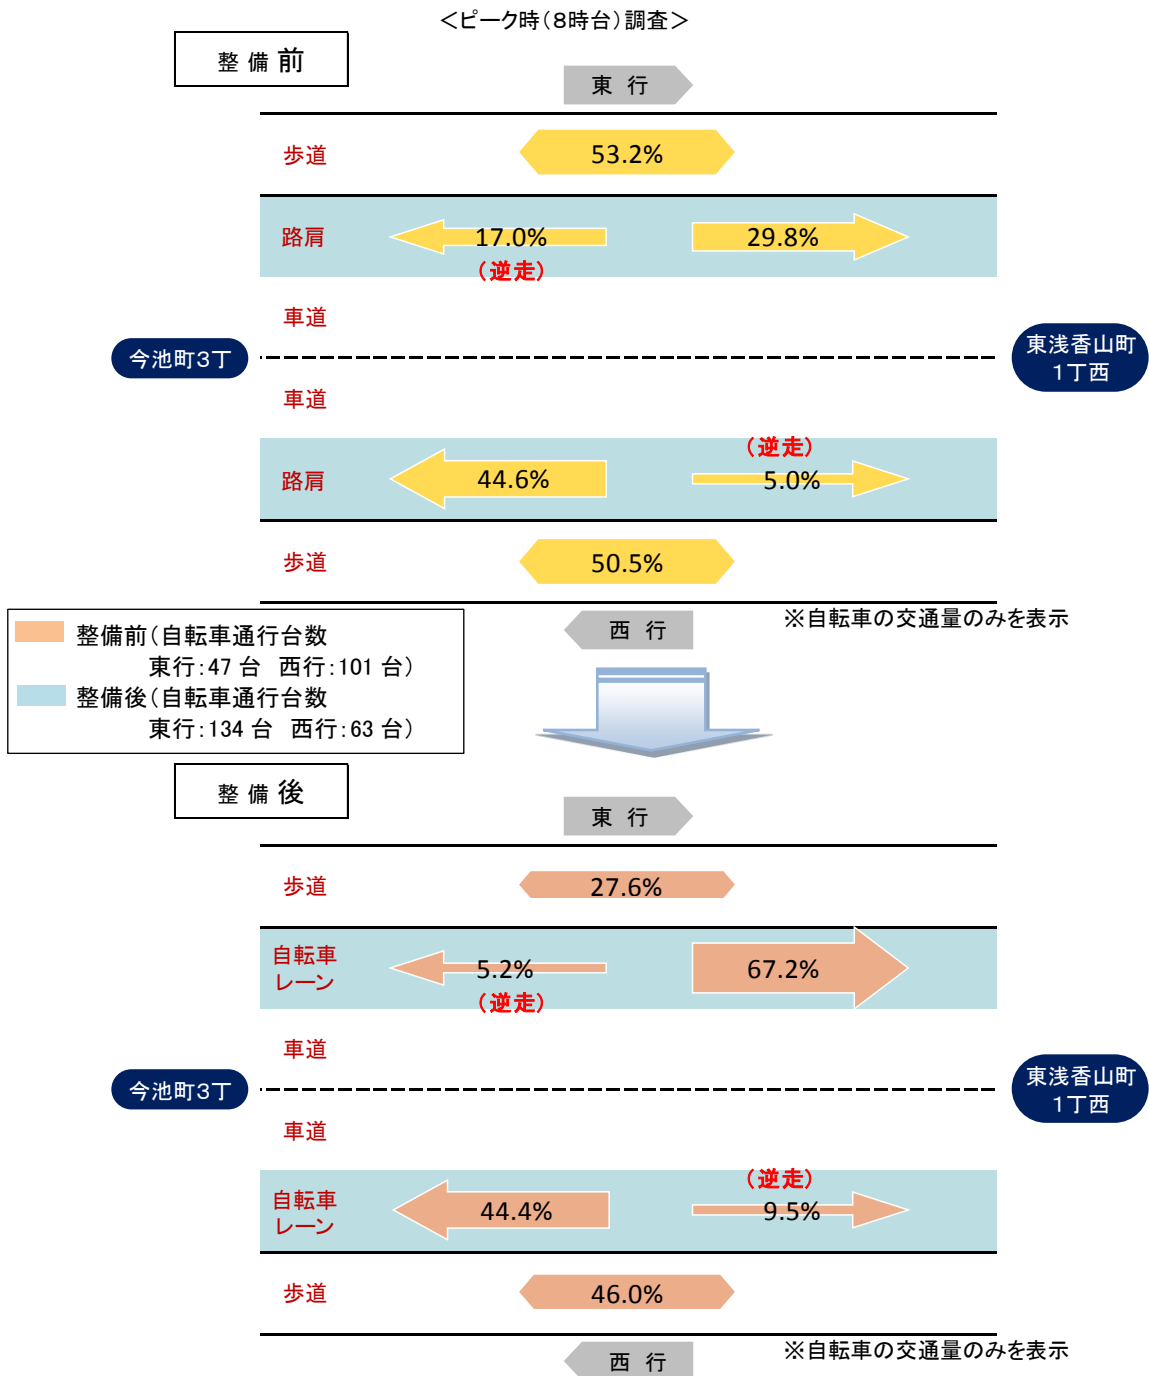 ＜ピーク時（8時台）調査＞
整備前
東 行
歩道
53.2%
路肩
17.0%
29.8%
（逆走）
車道
今池町3丁
東浅香山町
1丁西
車道
（逆走）
路肩
44.6%
5.0%
歩道
50.5%
西 行
※自転車の交通量のみを表示
整備前（自転車通行台数
東行：47 台　西行：101 台）
整備後（自転車通行台数
東行：134 台　西行：63 台）
整備後
東 行
歩道
27.6%
自転車
レーン
5.2%
67.2%
（逆走）
車道
今池町3丁
東浅香山町
1丁西
車道
（逆走）
自転車
レーン
44.4%
9.5%
歩道
46.0%
西 行
※自転車の交通量のみを表示